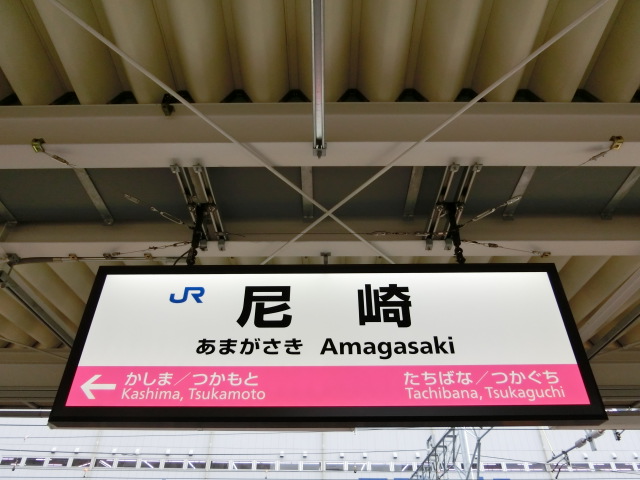 JR 尼崎
あまがさき Amagasaki
かしま／つかもと たちばな／つかぐち
Kashima, Tsukamoto Tachibana, Tsukaguchi